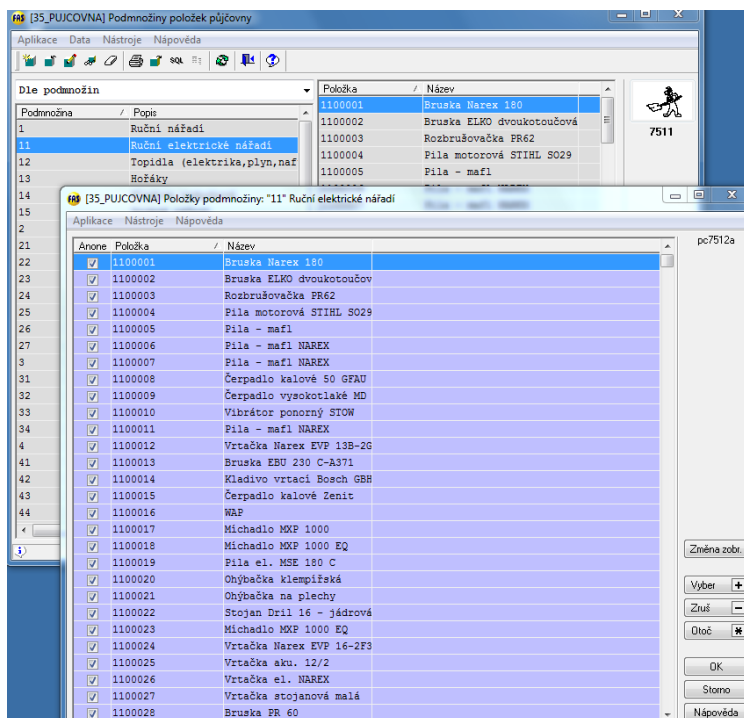 [35_PUJCOVNA] Podmnožiny položek půjčovny
Aplikace Data Nástroje Nápověda
SQL
Dle podmnožin
Podmnožina / Popis
1 Ruční nářadí
11 Ruční elektrické nářadí
12 Topidla (elektrika,plyn,naf
13 Hořáky
14
15
2
21
22
23
24
25
26
27
3
31
32
33
34
4
41
42
43
44
Položka / Název
1100001 Bruska Narex 180
1100002 Bruska ELKO dvoukotoučová
1100003 Rozbrušovačka PR62
1100004 Pila motorová STIHL SO29
1100005 Pila - mafl
7511
[35_PUJCOVNA] Položky podmnožiny: "11" Ruční elektrické nářadí
Aplikace Nástroje Nápověda
Anone Položka / Název
1100001 Bruska Narex 180
1100002 Bruska ELKO dvoukotoučov
1100003 Rozbrušovačka PR62
1100004 Pila motorová STIHL SO29
1100005 Pila - mafl
1100006 Pila - mafl NAREX
1100007 Pila - mafl NAREX
1100008 Čerpadlo kalové 50 GFAU
1100009 Čerpadlo vysokotlaké MD
1100010 Vibrátor ponorný STOW
1100011 Pila - mafl NAREX
1100012 Vrtačka Narex EVP 13B-2G
1100013 Bruska EBU 230 C-A371
1100014 Kladivo vrtací Bosch GBH
1100015 Čerpadlo kalové Zenit
1100016 WAP
1100017 Míchadlo MXP 1000
1100018 Míchadlo MXP 1000 EQ
1100019 Pila el. MSE 180 C
1100020 Ohýbačka klempířská
1100021 Ohýbačka na plechy
1100022 Stojan Dril 16 - jádrová
1100023 Míchadlo MXP 1000 EQ
1100024 Vrtačka Narex EVP 16-2F3
1100025 Vrtačka aku. 12/2
1100026 Vrtačka el. NAREX
1100027 Vrtačka stojanová malá
1100028 Bruska PR 60
pc7512a
Změna zobr.
Vyber +
Zruš -
Otoč *
OK
Storno
Nápověda